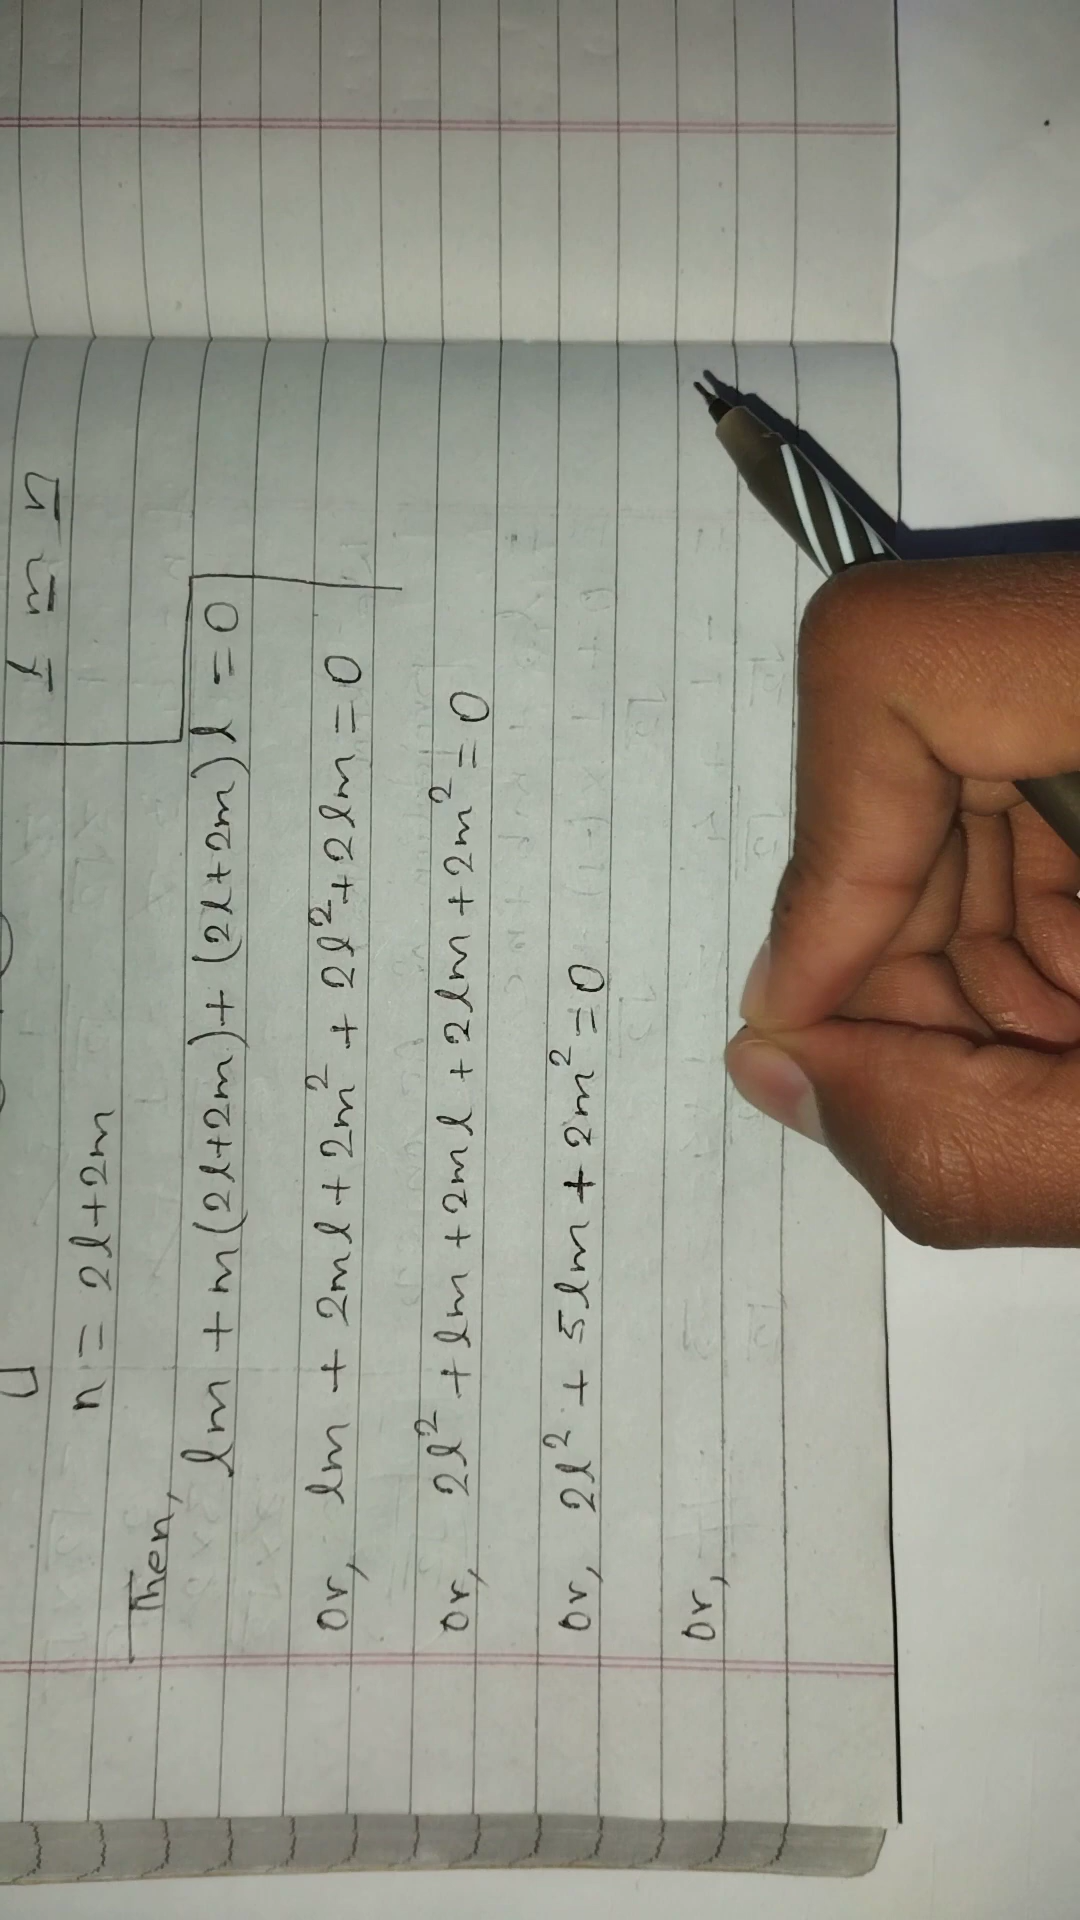 l m n
n = 2l+2m
Then,
lm + m(2l+2m)+(2l+2m)l = 0
or, lm + 2ml + 2m² + 2l² + 2lm = 0
or, 2l² + lm + 2ml + 2lm + 2m² = 0
or, 2l² + 5lm + 2m² = 0
or,